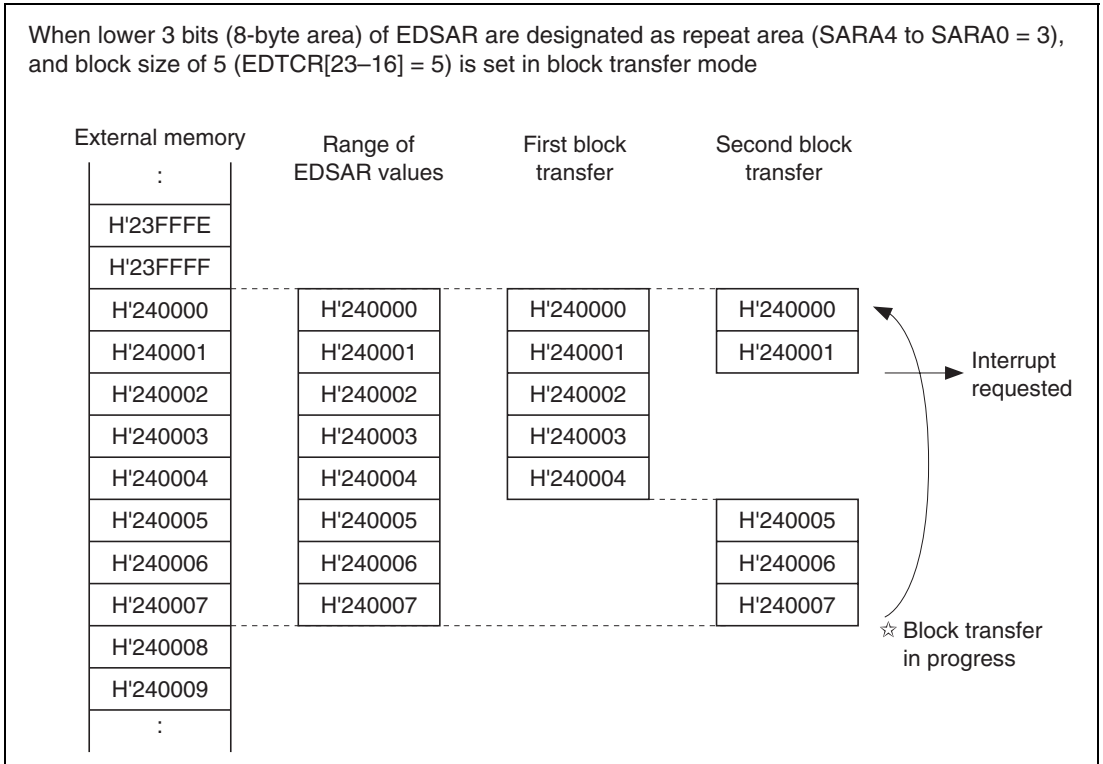 When lower 3 bits (8-byte area) of EDSAR are designated as repeat area (SARA4 to SARA0 = 3),
and block size of 5 (EDTCR[23–16] = 5) is set in block transfer mode
External memory
:
H'23FFFE
H'23FFFF
H'240000
H'240001
H'240002
H'240003
H'240004
H'240005
H'240006
H'240007
H'240008
H'240009
:
Range of
EDSAR values
H'240000
H'240001
H'240002
H'240003
H'240004
H'240005
H'240006
H'240007
First block
transfer
H'240000
H'240001
H'240002
H'240003
H'240004
Second block
transfer
H'240000
H'240001
H'240005
H'240006
H'240007
Interrupt
requested
☆ Block transfer
in progress